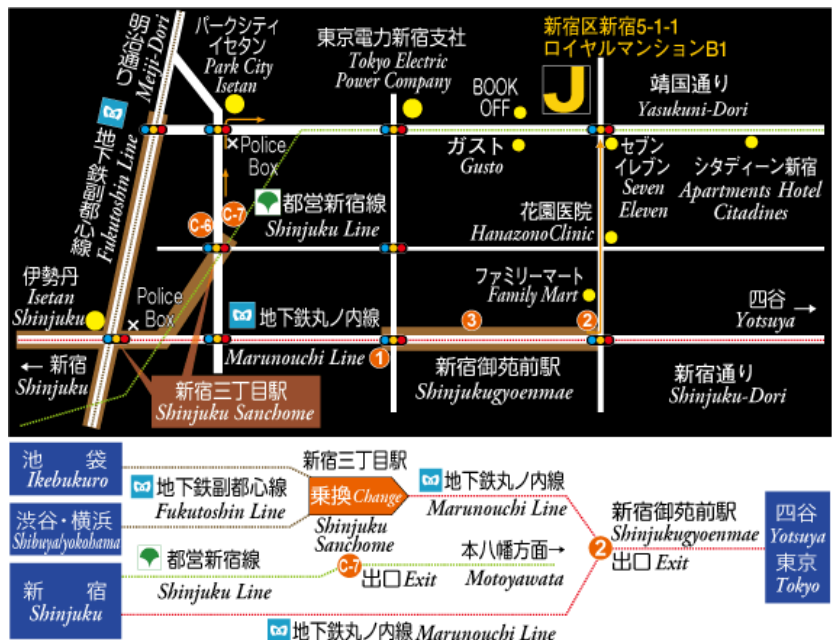 明治通り
Meiji-Dori
パークシティ
イセタン
Park City
Isetan
東京電力新宿支社
Tokyo Electric
Power Company
BOOK
OFF
新宿区新宿5-1-1
ロイヤルマンションB1
J
靖国通り
Yasukuni-Dori
地下鉄副都心線
Fukutoshin Line
×Police
Box
ガスト
Gusto
セブン
イレブン
Seven
Eleven
シタディーン新宿
Apartments Hotel
Citadines
C-6
C-7
都営新宿線
Shinjuku Line
花園医院
HanazonoClinic
伊勢丹
Isetan
Shinjuku
Police
×Box
地下鉄丸ノ内線
Marunouchi Line
ファミリーマート
Family Mart
四谷
Yotsuya →
1
3
2
← 新宿
Shinjuku
新宿三丁目駅
Shinjuku Sanchome
新宿御苑前駅
Shinjukugyoenmae
新宿通り
Shinjuku-Dori
池 袋
Ikebukuro
地下鉄副都心線
Fukutoshin Line
新宿三丁目駅
乗換Change
Shinjuku
Sanchome
地下鉄丸ノ内線
Marunouchi Line
渋谷・横浜
Shibuya/yokohama
新 宿
Shinjuku
都営新宿線
Shinjuku Line
C-7
出口Exit
本八幡方面→
Motoyawata
新宿御苑前駅
Shinjukugyoenmae
2
出口 Exit
四谷
Yotsuya
東京
Tokyo
地下鉄丸ノ内線 Marunouchi Line